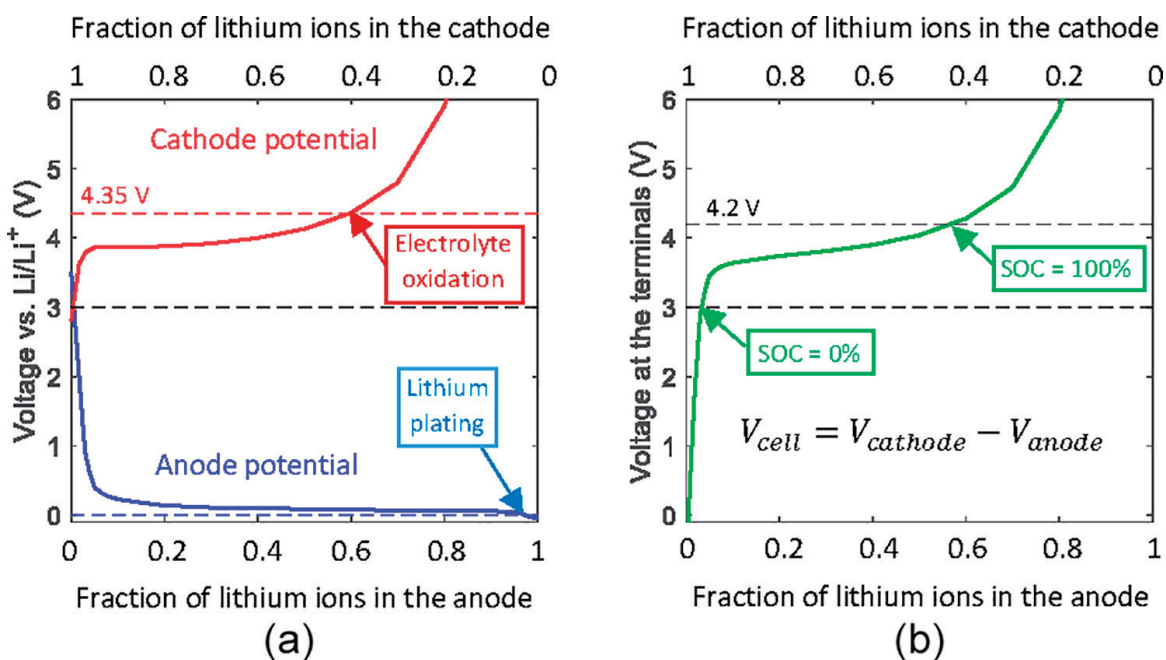 Fraction of lithium ions in the cathode
1 0.8 0.6 0.4 0.2 0
6
5
4
3
2
1
0
Voltage vs. Li/Li⁺ (V)
Cathode potential
4.35 V
Electrolyte
oxidation
Lithium
plating
Anode potential
0 0.2 0.4 0.6 0.8 1
Fraction of lithium ions in the anode
(a)
Fraction of lithium ions in the cathode
1 0.8 0.6 0.4 0.2 0
6
5
4
3
2
1
0
Voltage at the terminals (V)
4.2 V
SOC = 100%
SOC = 0%
V_cell = V_cathode − V_anode
0 0.2 0.4 0.6 0.8 1
Fraction of lithium ions in the anode
(b)